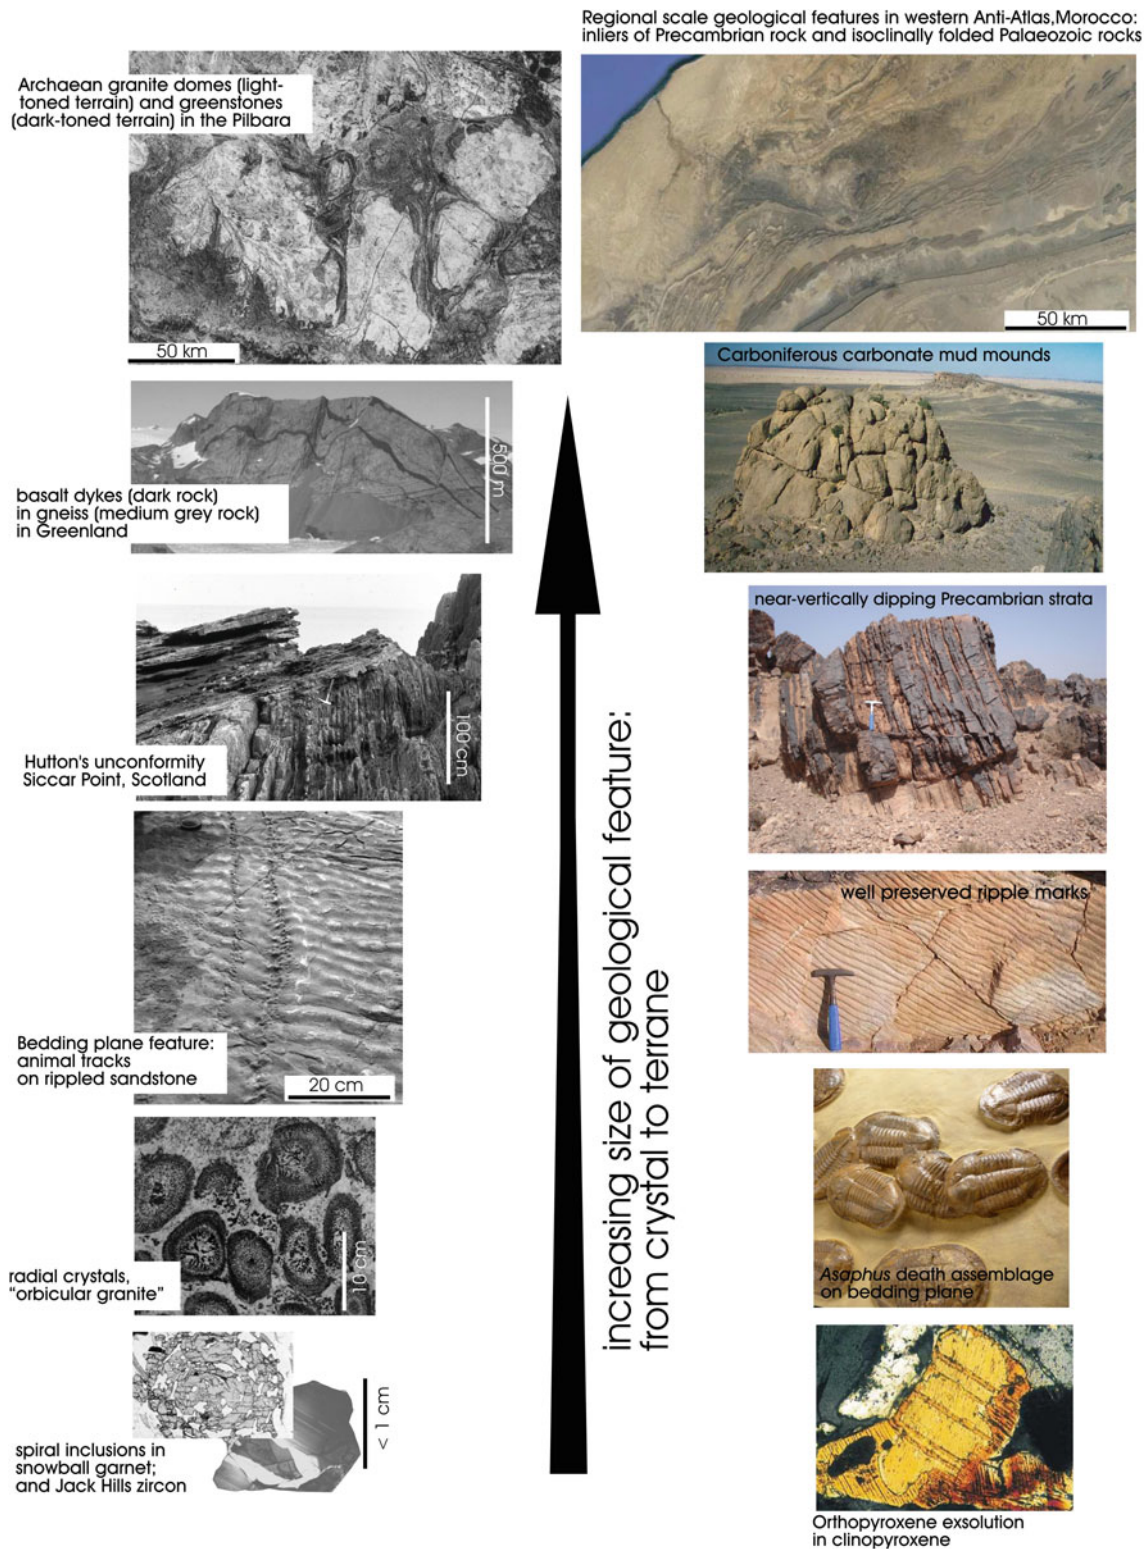 Regional scale geological features in western Anti-Atlas,Morocco:
inliers of Precambrian rock and isoclinally folded Palaeozoic rocks
Archaean granite domes (light-
toned terrain) and greenstones
(dark-toned terrain) in the Pilbara
50 km
50 km
Carboniferous carbonate mud mounds
500 m
basalt dykes (dark rock)
in gneiss (medium grey rock)
in Greenland
near-vertically dipping Precambrian strata
100 cm
Hutton's unconformity
Siccar Point, Scotland
increasing size of geological feature:
from crystal to terrane
well preserved ripple marks
Bedding plane feature:
animal tracks
on rippled sandstone
20 cm
10 cm
radial crystals,
"orbicular granite"
Asaphus death assemblage
on bedding plane
< 1 cm
spiral inclusions in
snowball garnet;
and Jack Hills zircon
Orthopyroxene exsolution
in clinopyroxene